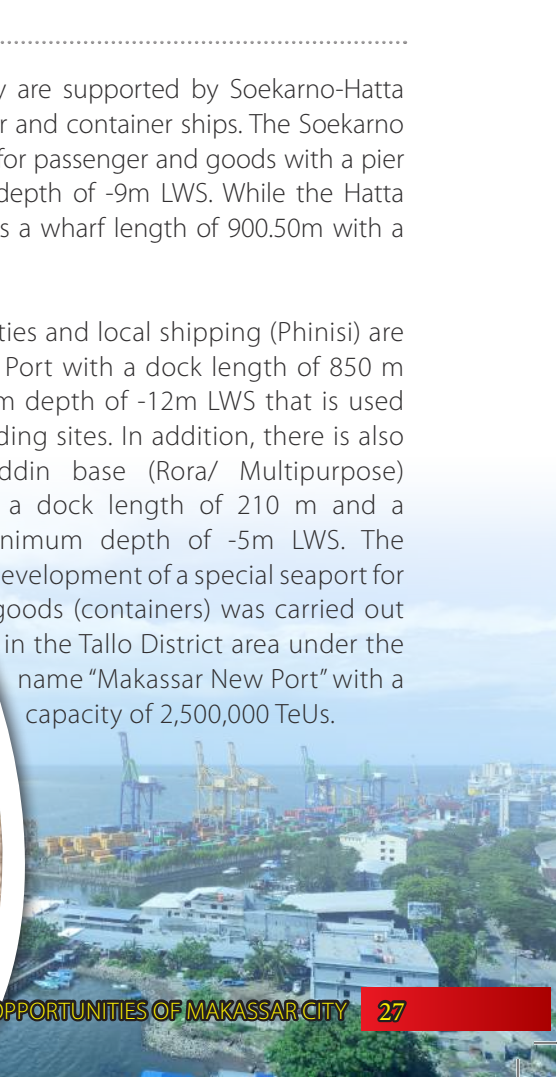 y are supported by Soekarno-Hatta
r and container ships. The Soekarno
for passenger and goods with a pier
depth of -9m LWS. While the Hatta
s a wharf length of 900.50m with a
ties and local shipping (Phinisi) are
Port with a dock length of 850 m
m depth of -12m LWS that is used
ding sites. In addition, there is also
ddin base (Rora/ Multipurpose)
a dock length of 210 m and a
nimum depth of -5m LWS. The
evelopment of a special seaport for
goods (containers) was carried out
in the Tallo District area under the
name “Makassar New Port” with a
capacity of 2,500,000 TeUs.
PPORTUNITIES OF MAKASSAR CITY 27